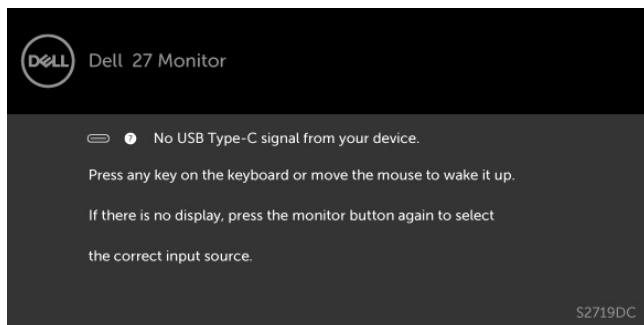 DELL
Dell 27 Monitor
? No USB Type-C signal from your device.
Press any key on the keyboard or move the mouse to wake it up.
If there is no display, press the monitor button again to select
the correct input source.
S2719DC